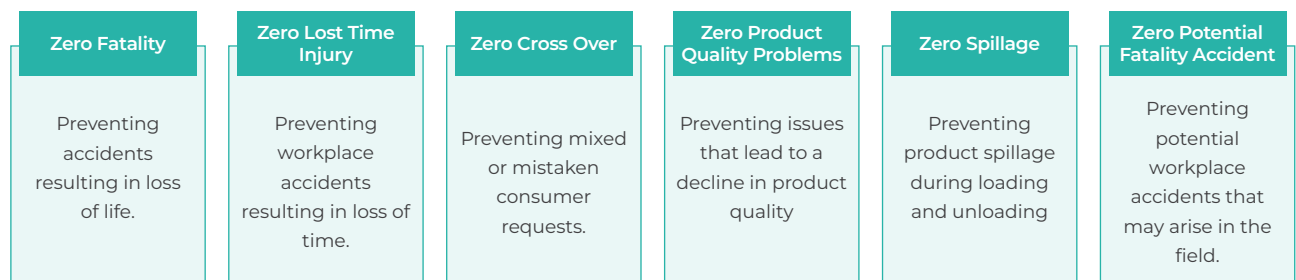 Zero Fatality
Preventing
accidents
resulting in loss
of life.
Zero Lost Time
Injury
Preventing
workplace
accidents
resulting in loss of
time.
Zero Cross Over
Preventing mixed
or mistaken
consumer
requests.
Zero Product
Quality Problems
Preventing issues
that lead to a
decline in product
quality
Zero Spillage
Preventing
product spillage
during loading
and unloading
Zero Potential
Fatality Accident
Preventing
potential
workplace
accidents that
may arise in the
field.